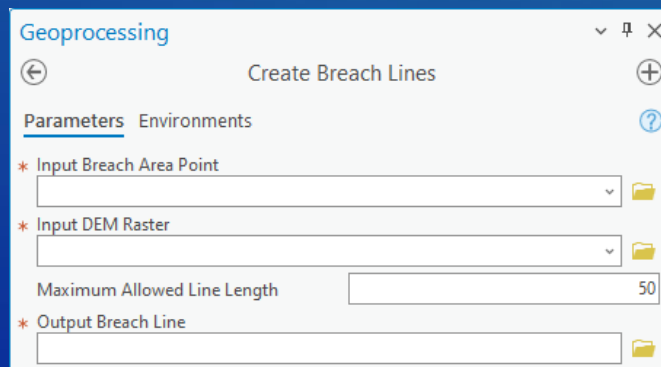 Geoprocessing
Create Breach Lines
Parameters Environments
* Input Breach Area Point
* Input DEM Raster
Maximum Allowed Line Length 50
* Output Breach Line